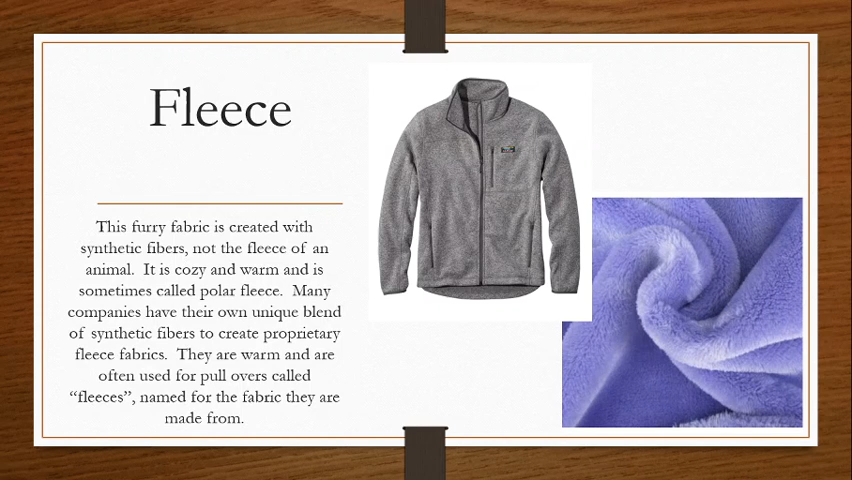 Fleece
This furry fabric is created with
synthetic fibers, not the fleece of an
animal.  It is cozy and warm and is
sometimes called polar fleece.  Many
companies have their own unique blend
of synthetic fibers to create proprietary
fleece fabrics.  They are warm and are
often used for pull overs called
“fleeces”, named for the fabric they are
made from.